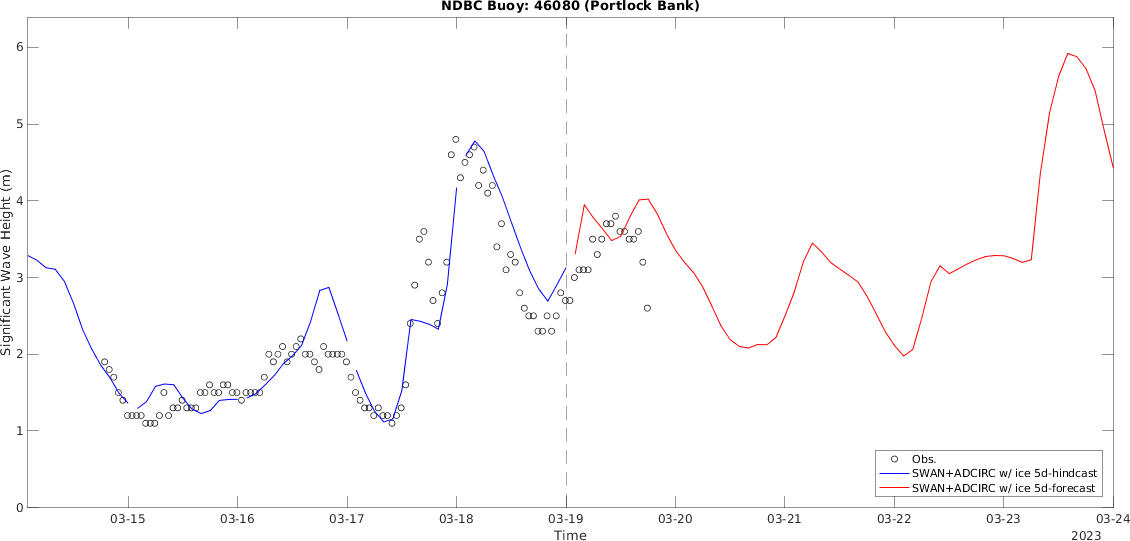 NDBC Buoy: 46080 (Portlock Bank)
Significant Wave Height (m)
6
5
4
3
2
1
0
Obs.
SWAN+ADCIRC w/ ice 5d-hindcast
SWAN+ADCIRC w/ ice 5d-forecast
03-15 03-16 03-17 03-18 03-19 03-20 03-21 03-22 03-23 03-24
Time
2023